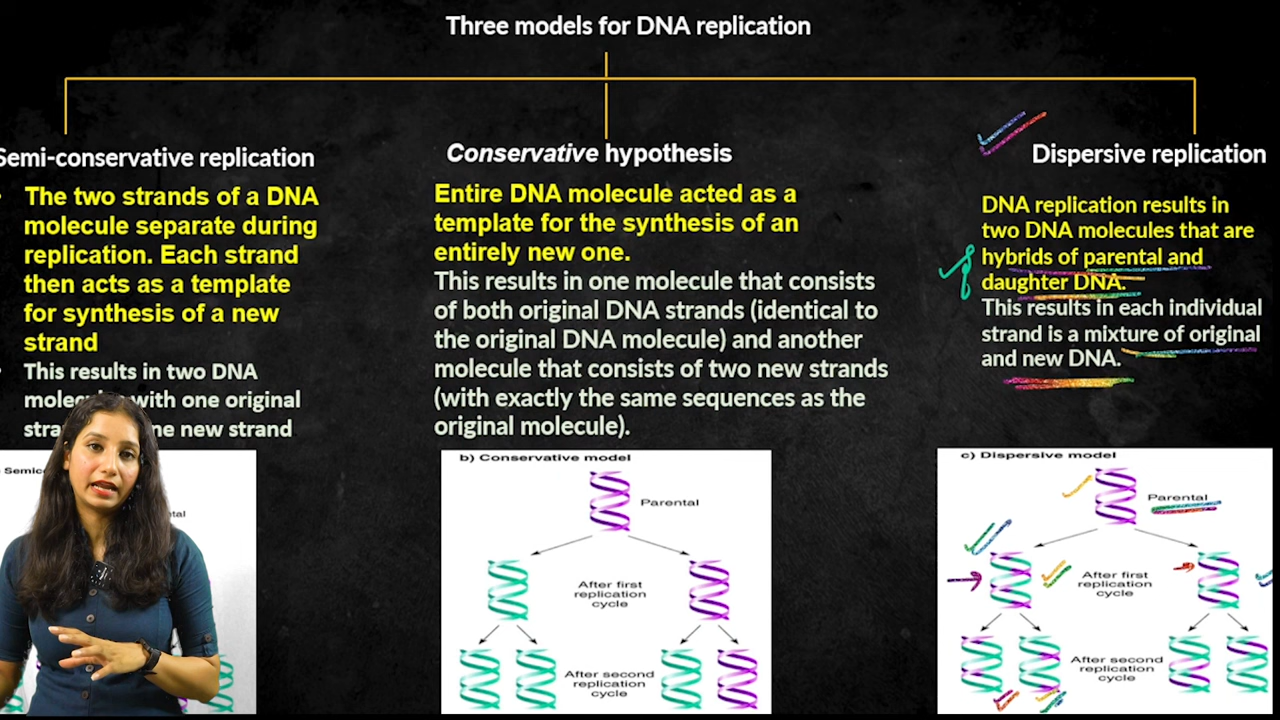 Three models for DNA replication
Semi-conservative replication
The two strands of a DNA
molecule separate during
replication. Each strand
then acts as a template
for synthesis of a new
strand
This results in two DNA
with one original
new strand
Conservative hypothesis
Entire DNA molecule acted as a
template for the synthesis of an
entirely new one.
This results in one molecule that consists
of both original DNA strands (identical to
the original DNA molecule) and another
molecule that consists of two new strands
(with exactly the same sequences as the
original molecule).
b) Conservative model
Parental
After first
replication
cycle
After second
replication
cycle
Dispersive replication
DNA replication results in
two DNA molecules that are
hybrids of parental and
daughter DNA.
This results in each individual
strand is a mixture of original
and new DNA.
c) Dispersive model
Parental
After first
replication
cycle
After second
replication
cycle